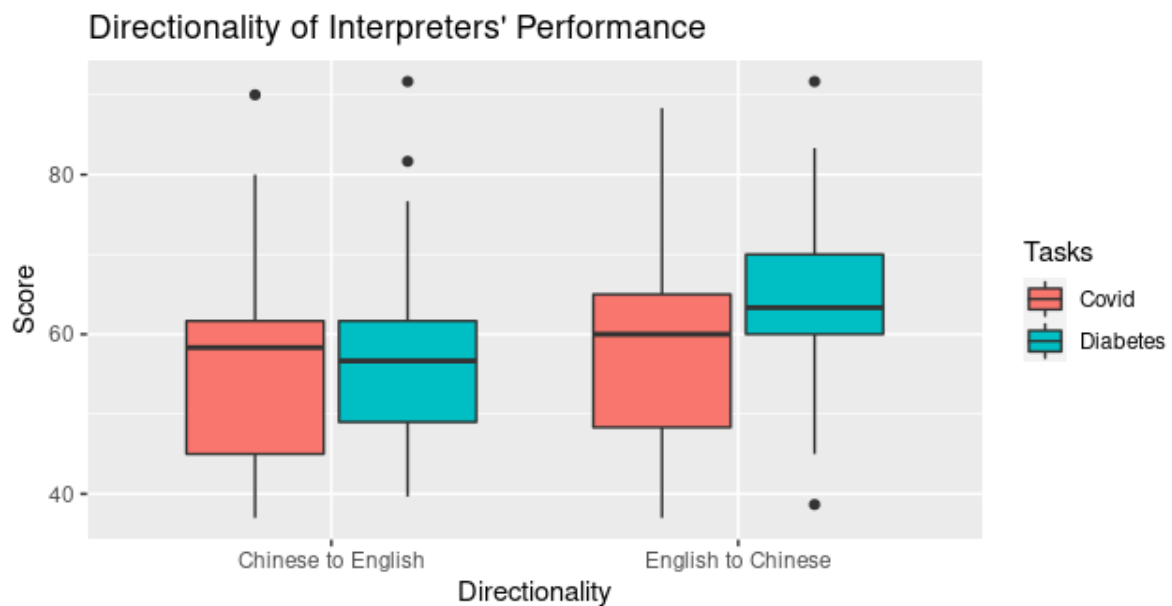 Directionality of Interpreters' Performance
80
60
40
Score
Chinese to English
English to Chinese
Directionality
Tasks
Covid
Diabetes